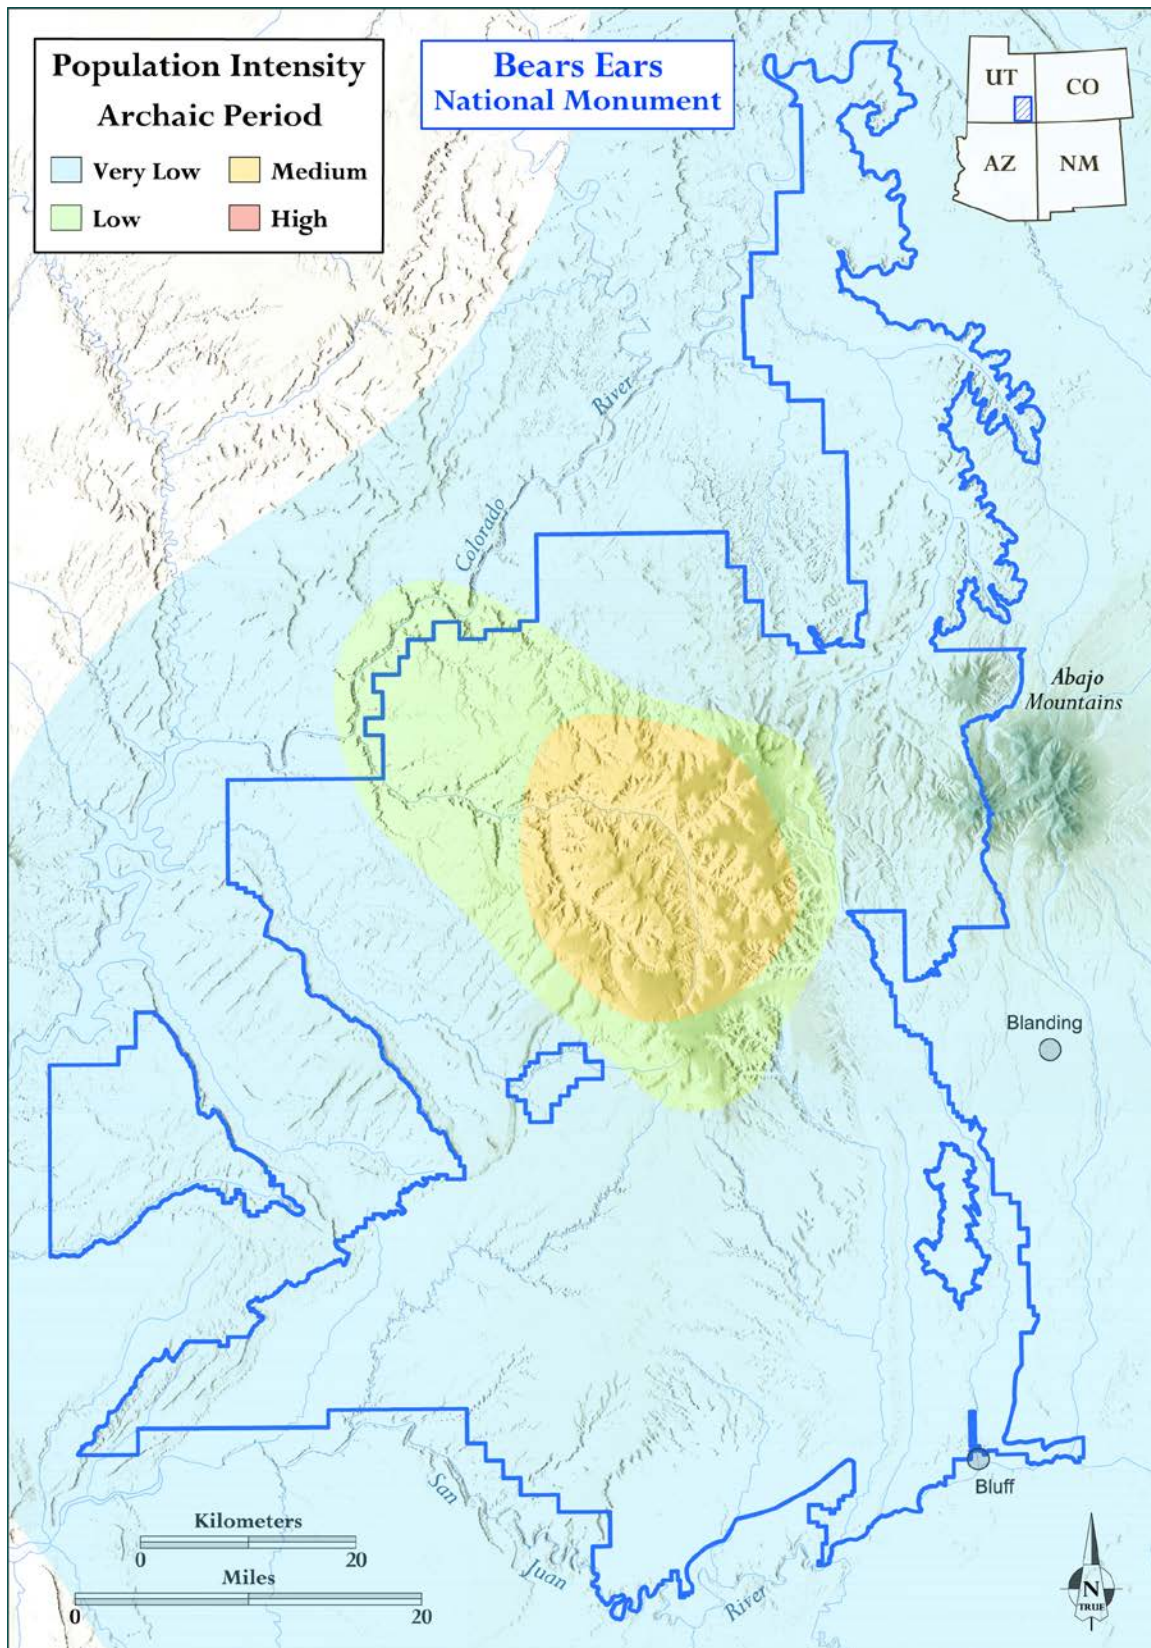 Population Intensity
Archaic Period
Very Low
Medium
Low
High
Bears Ears
National Monument
UT
CO
AZ
NM
River
Colorado
Abajo
Mountains
Blanding
Bluff
San
Juan
River
Kilometers
0
20
Miles
0
20
N
TRUE